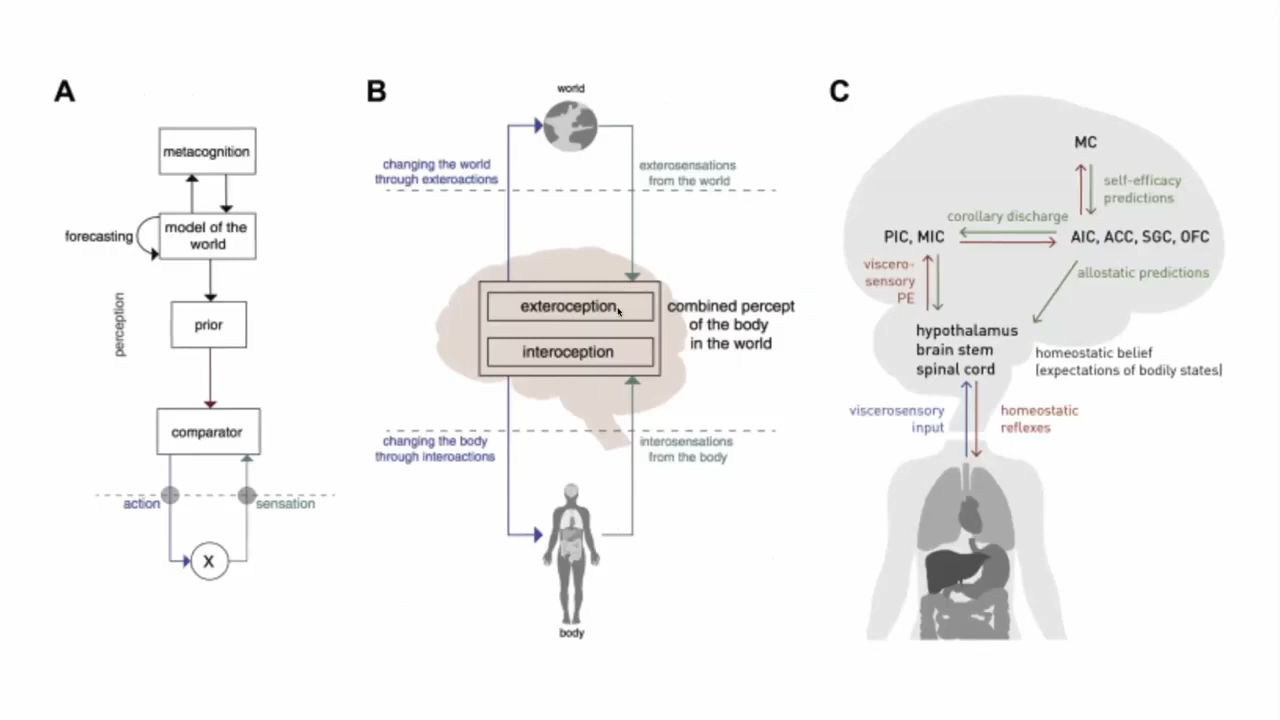 A
metacognition
forecasting
model of the
world
perception
prior
comparator
action
sensation
X
B
world
changing the world
through exteroactions
exterosensations
from the world
exteroception
interoception
combined percept
of the body
in the world
changing the body
through interoactions
interosensations
from the body
body
C
MC
self-efficacy
predictions
corollary discharge
PIC, MIC
AIC, ACC, SGC, OFC
viscero-
sensory
PE
allostatic predictions
hypothalamus
brain stem
spinal cord
homeostatic belief
(expectations of bodily states)
viscerosensory
input
homeostatic
reflexes